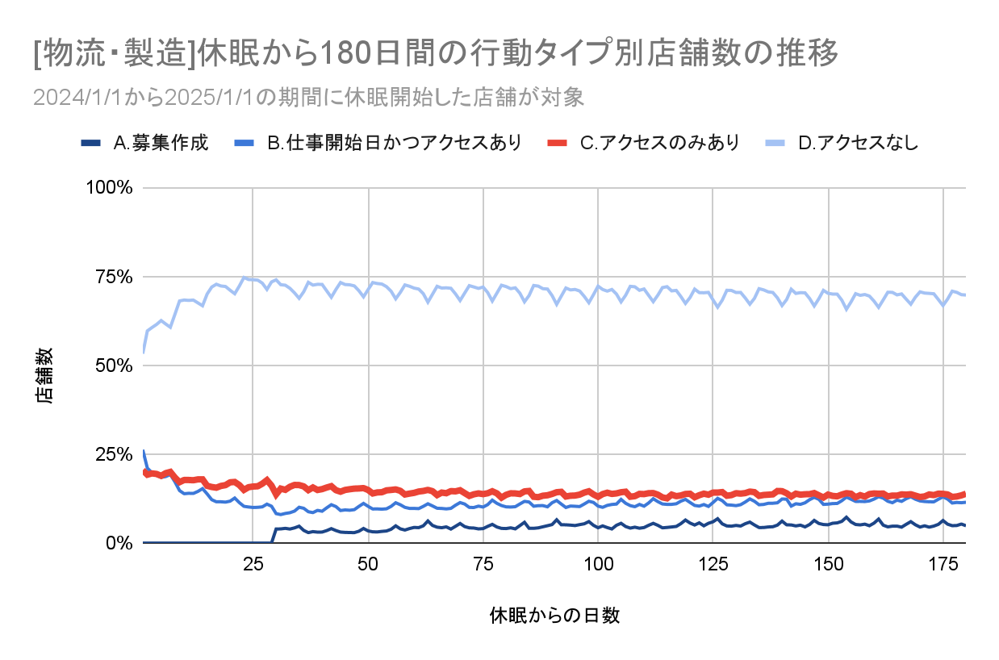 [物流・製造]休眠から180日間の行動タイプ別店舗数の推移
2024/1/1から2025/1/1の期間に休眠開始した店舗が対象
A.募集作成 B.仕事開始日かつアクセスあり C.アクセスのみあり D.アクセスなし
100%
75%
50%
25%
0%
店舗数
25 50 75 100 125 150 175
休眠からの日数